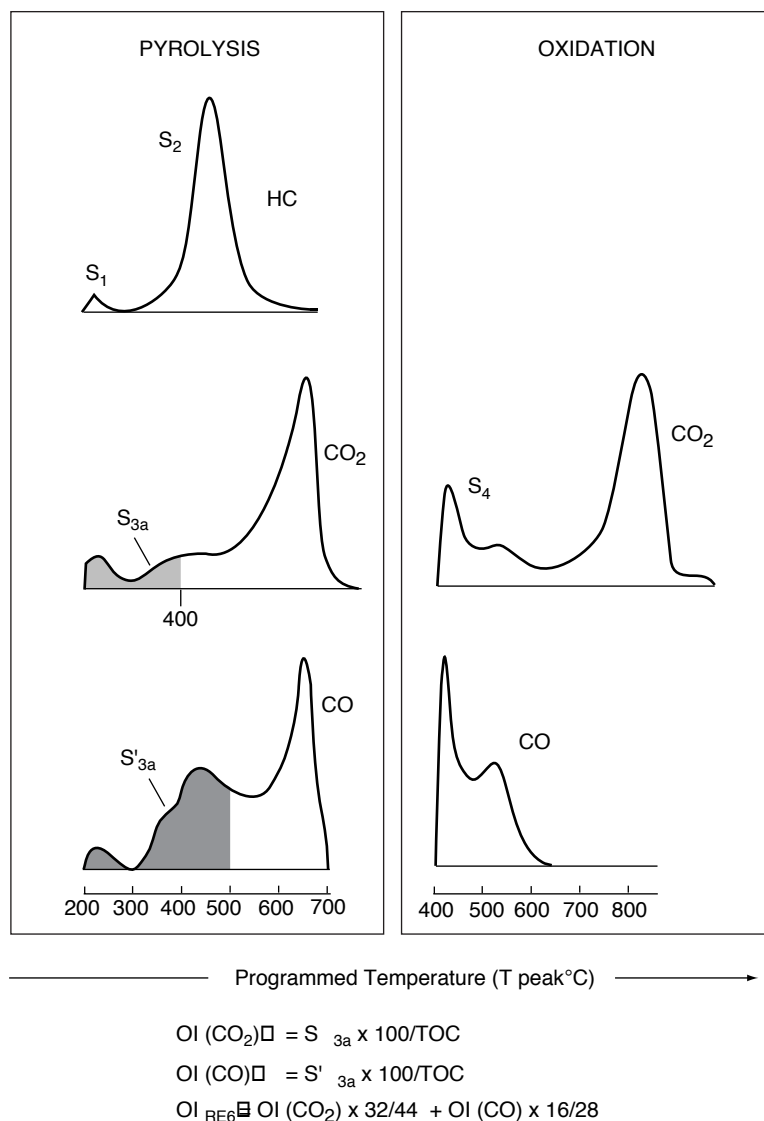 PYROLYSIS
S2
HC
S1
CO2
S3a
400
CO
S'3a
200 300 400 500 600 700
OXIDATION
CO2
S4
CO
400 500 600 700 800
Programmed Temperature (T peak°C)
OI (CO2)□ = S 3a x 100/TOC
OI (CO)□ = S' 3a x 100/TOC
OI RE6 = OI (CO2) x 32/44 + OI (CO) x 16/28